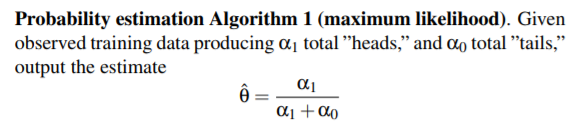 Probability estimation Algorithm 1 (maximum likelihood). Given
observed training data producing α₁ total ”heads,” and α₀ total ”tails,”
output the estimate
θ̂ = α₁ / (α₁ + α₀)